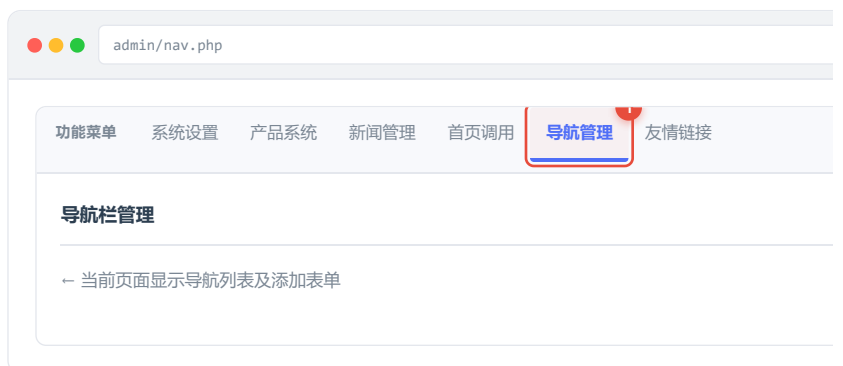 admin/nav.php
功能菜单 系统设置 产品系统 新闻管理 首页调用 导航管理 友情链接
导航栏管理
← 当前页面显示导航列表及添加表单